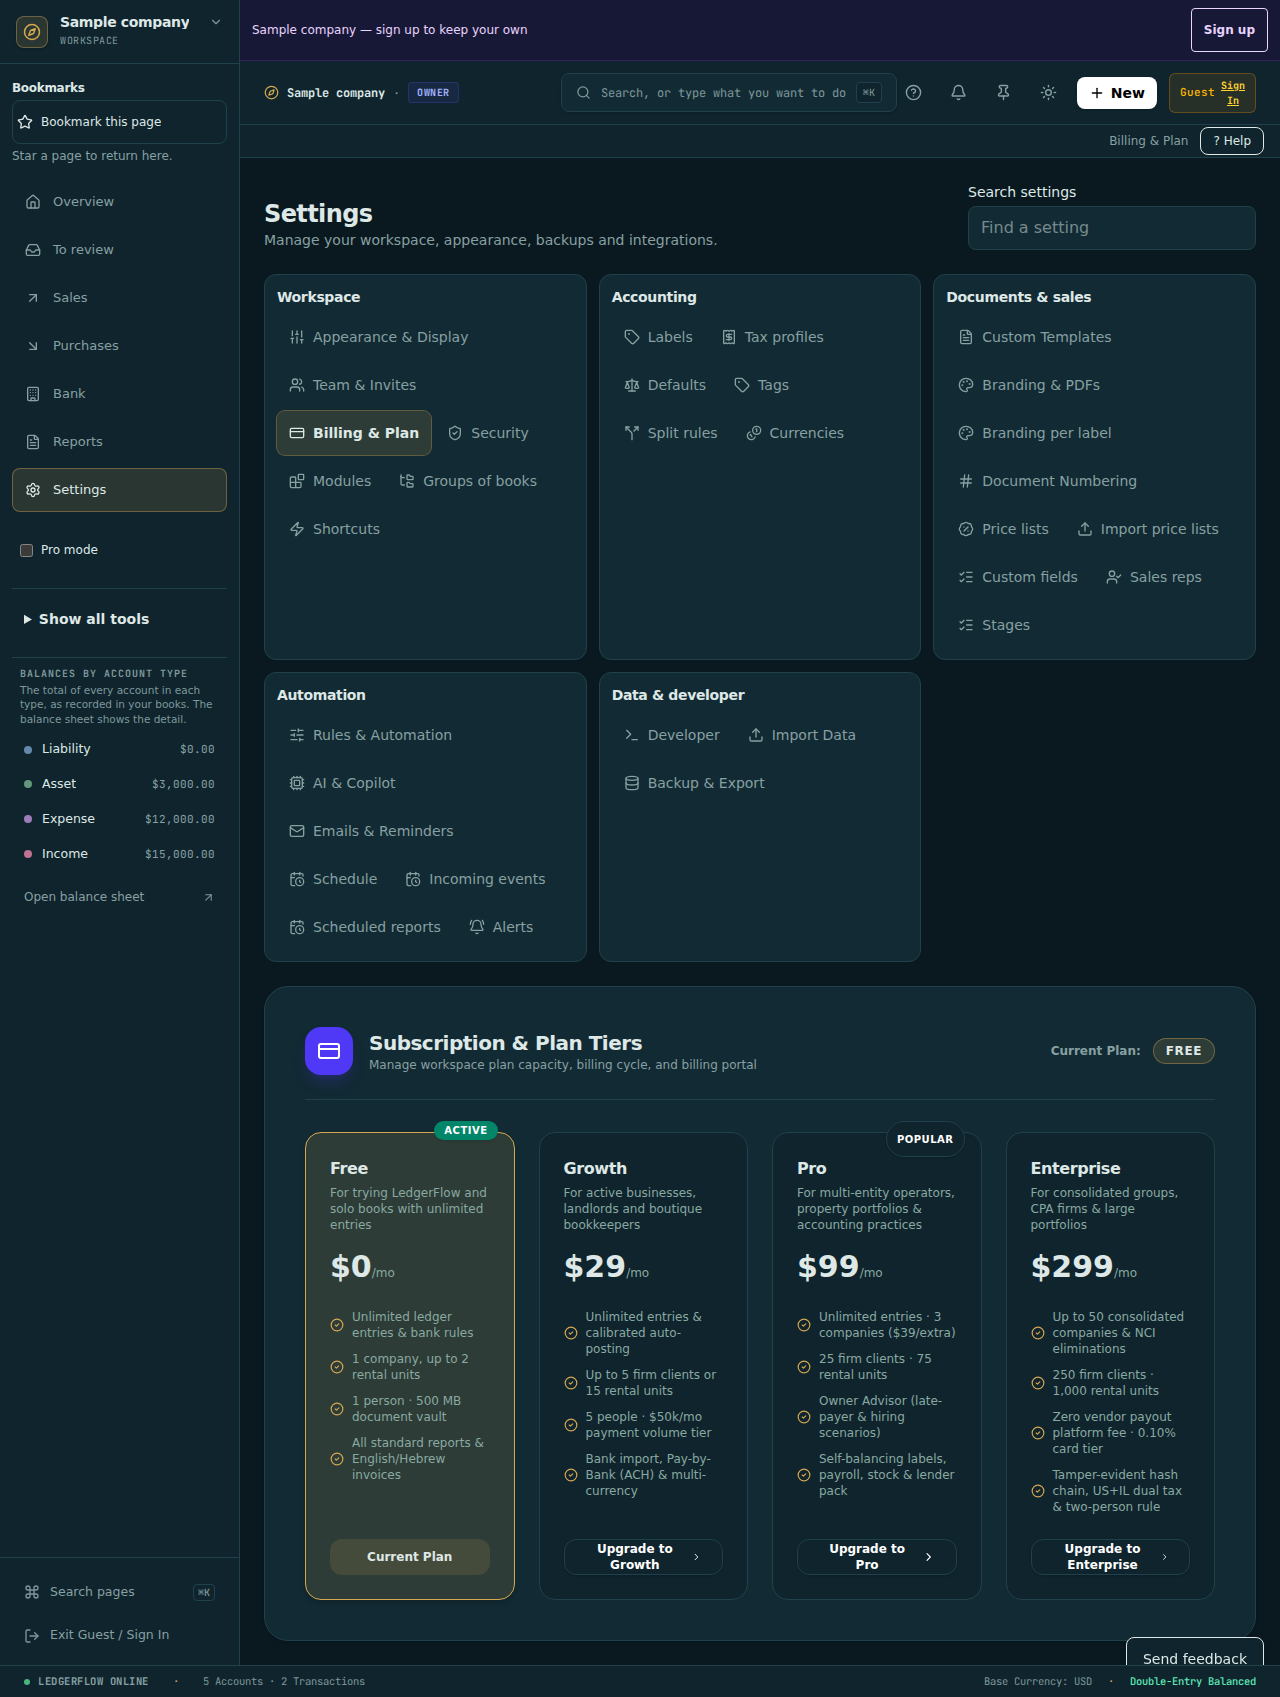 Sample company
WORKSPACE
Bookmarks
Bookmark this page
Star a page to return here.
Overview
To review
Sales
Purchases
Bank
Reports
Settings
Pro mode
Show all tools
BALANCES BY ACCOUNT TYPE
The total of every account in each
type, as recorded in your books. The
balance sheet shows the detail.
Liability $0.00
Asset $3,000.00
Expense $12,000.00
Income $15,000.00
Open balance sheet
Search pages ⌘K
Exit Guest / Sign In
Sample company — sign up to keep your own
Sign up
Sample company · OWNER
Search, or type what you want to do ⌘K
New
Guest Sign In
Billing & Plan
? Help
Settings
Manage your workspace, appearance, backups and integrations.
Search settings
Find a setting
Workspace
Appearance & Display
Team & Invites
Billing & Plan Security
Modules Groups of books
Shortcuts
Accounting
Labels Tax profiles
Defaults Tags
Split rules Currencies
Documents & sales
Custom Templates
Branding & PDFs
Branding per label
Document Numbering
Price lists Import price lists
Custom fields Sales reps
Stages
Automation
Rules & Automation
AI & Copilot
Emails & Reminders
Schedule Incoming events
Scheduled reports Alerts
Data & developer
Developer Import Data
Backup & Export
Subscription & Plan Tiers
Manage workspace plan capacity, billing cycle, and billing portal
Current Plan: FREE
ACTIVE
Free
For trying LedgerFlow and
solo books with unlimited
entries
$0/mo
Unlimited ledger
entries & bank rules
1 company, up to 2
rental units
1 person · 500 MB
document vault
All standard reports &
English/Hebrew
invoices
Current Plan
Growth
For active businesses,
landlords and boutique
bookkeepers
$29/mo
Unlimited entries &
calibrated auto-
posting
Up to 5 firm clients or
15 rental units
5 people · $50k/mo
payment volume tier
Bank import, Pay-by-
Bank (ACH) & multi-
currency
Upgrade to
Growth
POPULAR
Pro
For multi-entity operators,
property portfolios &
accounting practices
$99/mo
Unlimited entries · 3
companies ($39/extra)
25 firm clients · 75
rental units
Owner Advisor (late-
payer & hiring
scenarios)
Self-balancing labels,
payroll, stock & lender
pack
Upgrade to
Pro
Enterprise
For consolidated groups,
CPA firms & large
portfolios
$299/mo
Up to 50 consolidated
companies & NCI
eliminations
250 firm clients ·
1,000 rental units
Zero vendor payout
platform fee · 0.10%
card tier
Tamper-evident hash
chain, US+IL dual tax
& two-person rule
Upgrade to
Enterprise
Send feedback
LEDGERFLOW ONLINE · 5 Accounts · 2 Transactions
Base Currency: USD · Double-Entry Balanced